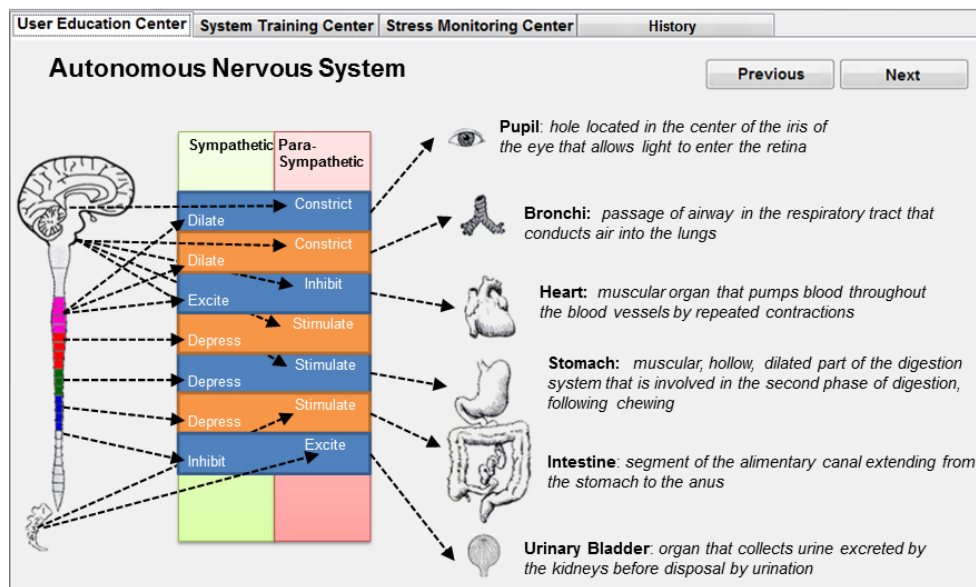 User Education Center
System Training Center
Stress Monitoring Center
History
Autonomous Nervous System
Previous
Next
Sympathetic
Para-
Sympathetic
Constrict
Dilate
Constrict
Dilate
Inhibit
Excite
Stimulate
Depress
Stimulate
Depress
Stimulate
Depress
Excite
Inhibit
Pupil: hole located in the center of the iris of
the eye that allows light to enter the retina
Bronchi: passage of airway in the respiratory tract that
conducts air into the lungs
Heart: muscular organ that pumps blood throughout
the blood vessels by repeated contractions
Stomach: muscular, hollow, dilated part of the digestion
system that is involved in the second phase of digestion,
following chewing
Intestine: segment of the alimentary canal extending from
the stomach to the anus
Urinary Bladder: organ that collects urine excreted by
the kidneys before disposal by urination